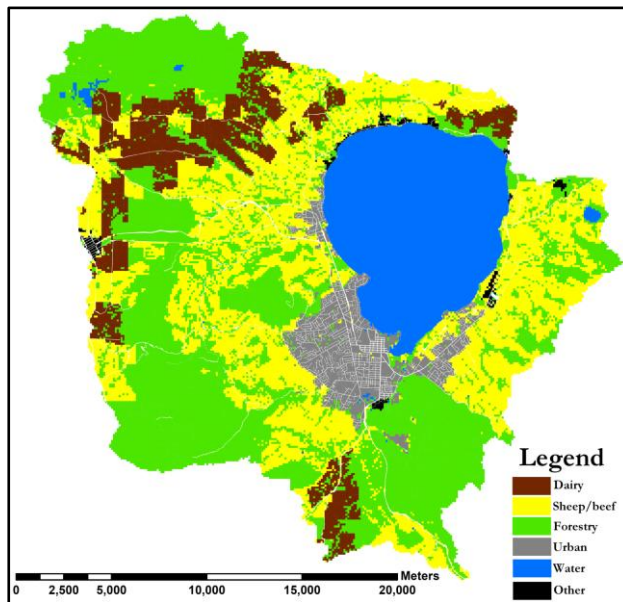 Legend
Dairy
Sheep/beef
Forestry
Urban
Water
Other
Meters
0 2,500 5,000 10,000 15,000 20,000